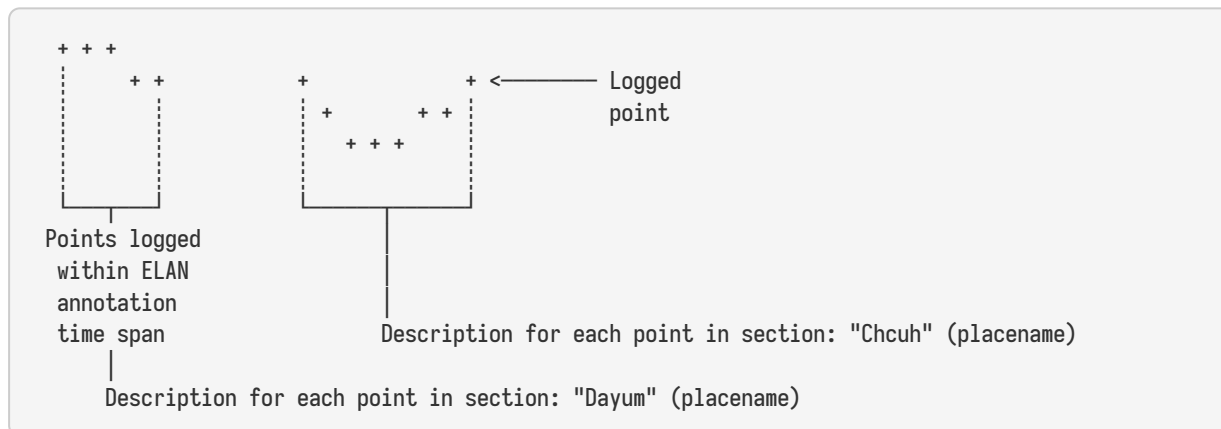 + + +
+ + + + <──────── Logged
+ + + point
+ + +
Points logged
within ELAN
annotation
time span Description for each point in section: "Chcuh" (placename)
Description for each point in section: "Dayum" (placename)